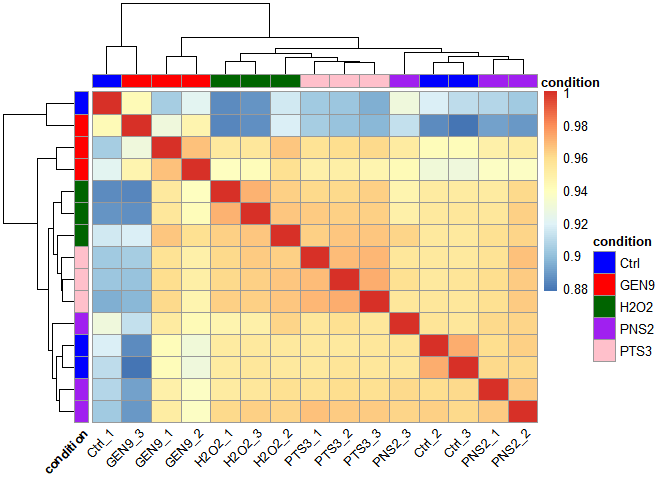 condition
1
0.98
0.96
0.94
0.92
0.9
0.88
condition
Ctrl
GEN9
H2O2
PNS2
PTS3
condition
Ctrl_1
GEN9_3
GEN9_1
GEN9_2
H2O2_1
H2O2_3
H2O2_2
PTS3_1
PTS3_2
PTS3_3
PNS2_3
Ctrl_2
Ctrl_3
PNS2_1
PNS2_2